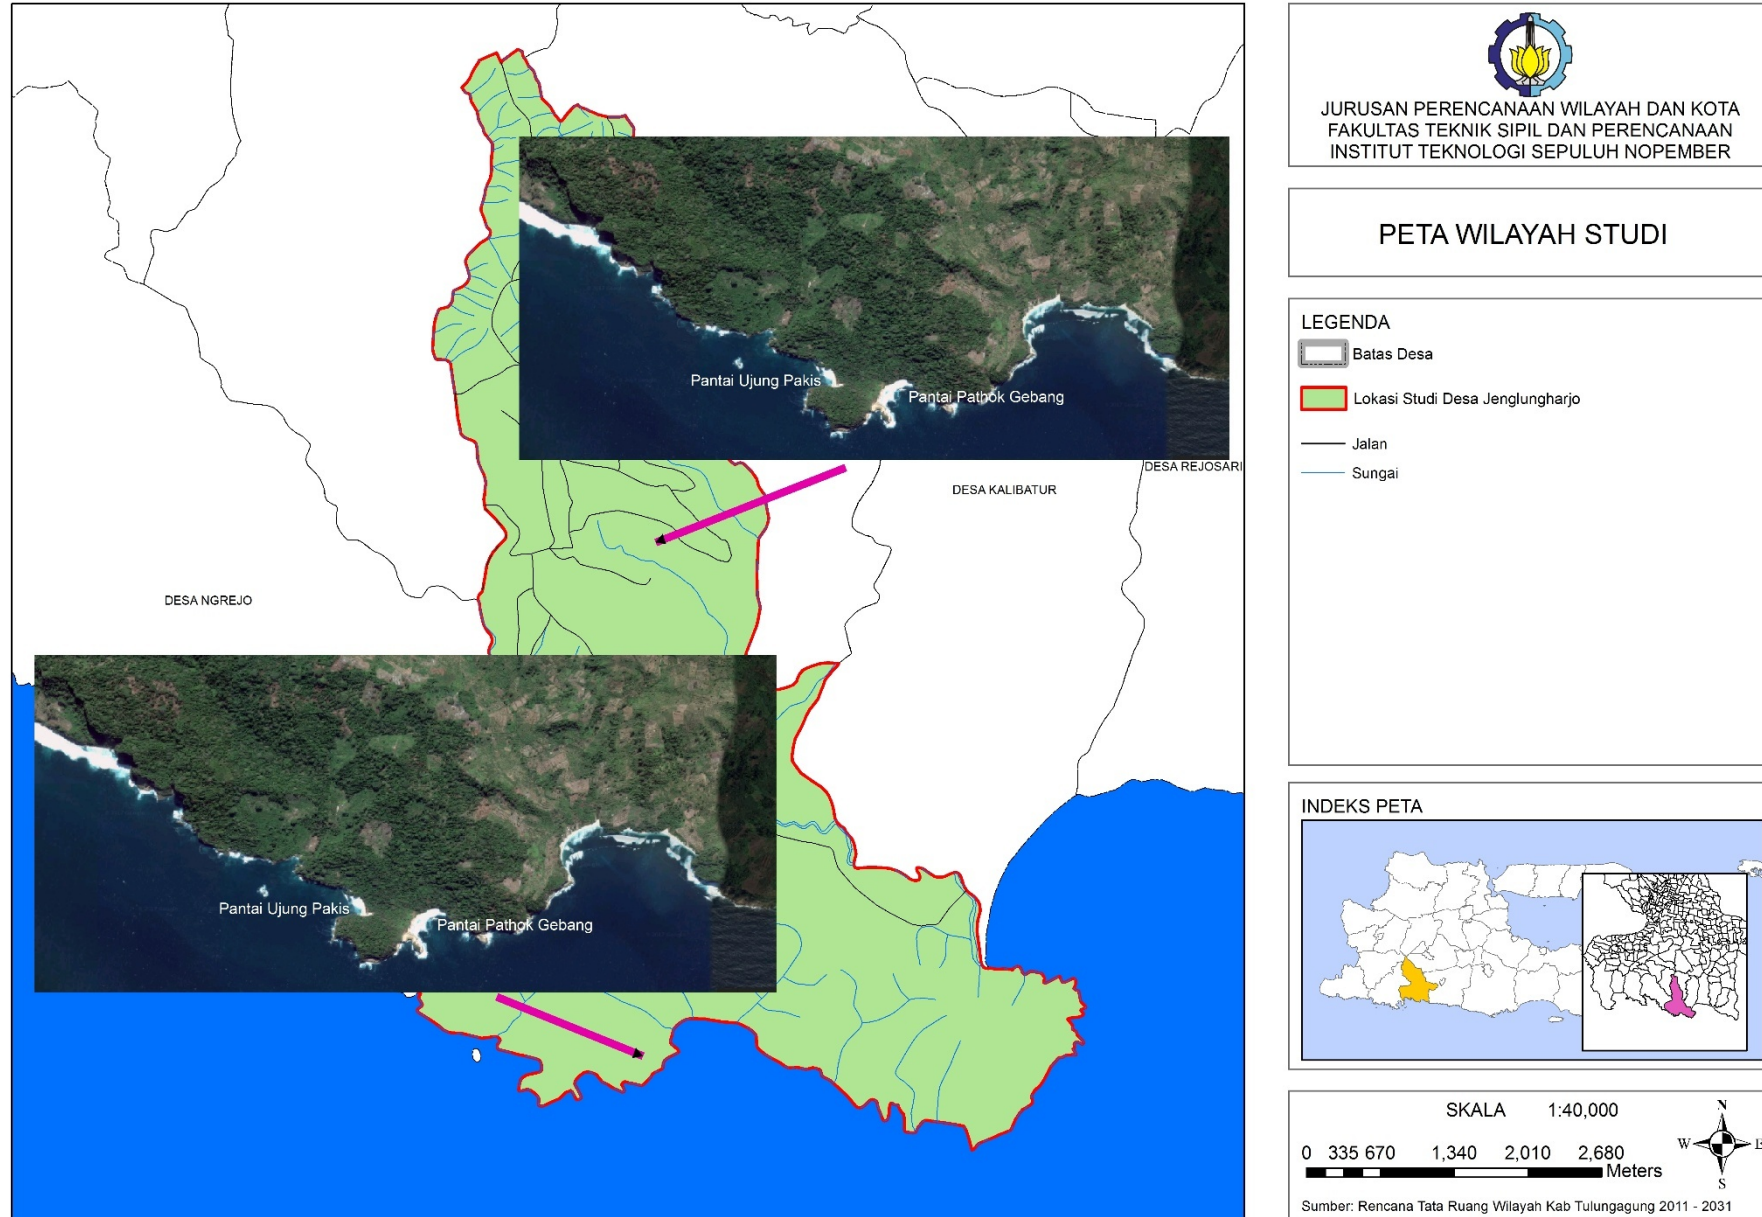 JURUSAN PERENCANAAN WILAYAH DAN KOTA
FAKULTAS TEKNIK SIPIL DAN PERENCANAAN
INSTITUT TEKNOLOGI SEPULUH NOPEMBER
PETA WILAYAH STUDI
LEGENDA
Batas Desa
Lokasi Studi Desa Jenglungharjo
Jalan
Sungai
Pantai Ujung Pakis
Pantai Pathok Gebang
DESA REJOSARI
DESA KALIBATUR
DESA NGREJO
Pantai Ujung Pakis
Pantai Pathok Gebang
INDEKS PETA
SKALA 1:40,000
0 335 670 1,340 2,010 2,680
Meters
N
W E
S
Sumber: Rencana Tata Ruang Wilayah Kab Tulungagung 2011 - 2031